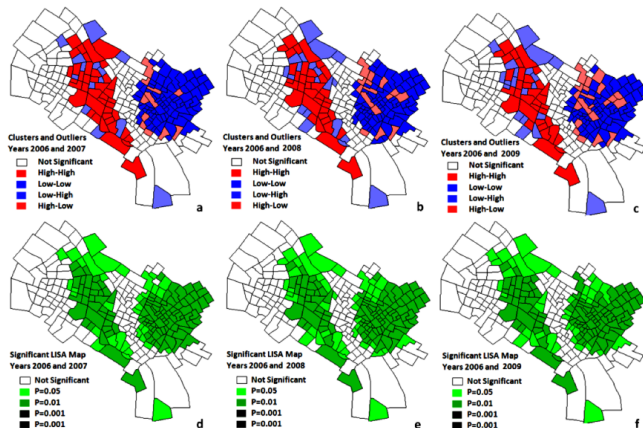 Clusters and Outliers
Years 2006 and 2007
Not Significant
High-High
Low-Low
Low-High
High-Low
a
Clusters and Outliers
Years 2006 and 2008
Not Significant
High-High
Low-Low
Low-High
High-Low
b
Clusters and Outliers
Years 2006 and 2009
Not Significant
High-High
Low-Low
Low-High
High-Low
c
Significant LISA Map
Years 2006 and 2007
Not Significant
P=0.05
P=0.01
P=0.001
P=0.001
d
Significant LISA Map
Years 2006 and 2008
Not Significant
P=0.05
P=0.01
P=0.001
P=0.001
e
Significant LISA Map
Years 2006 and 2009
Not Significant
P=0.05
P=0.01
P=0.001
P=0.001
f